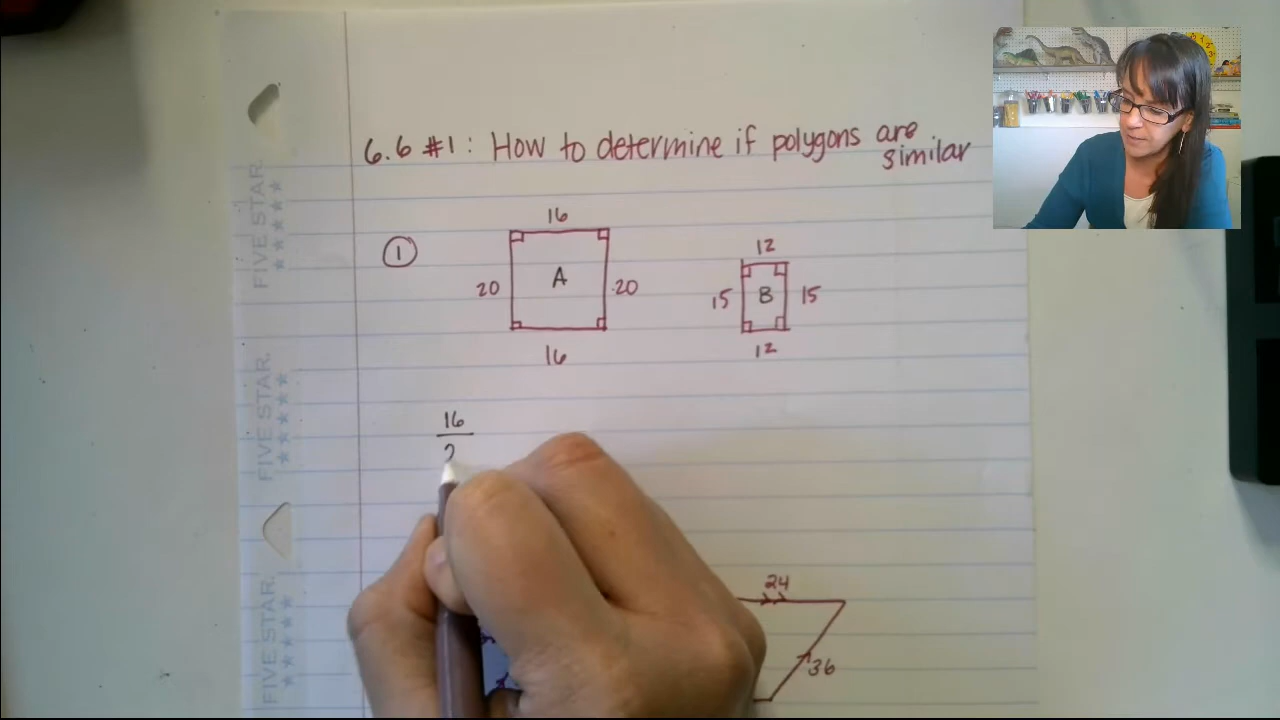 6.6 #1: How to determine if polygons are
similar
1
16
20 A 20
16
12
15 B 15
12
16
2
24
36
FIVE STAR
FIVE STAR
FIVE STAR